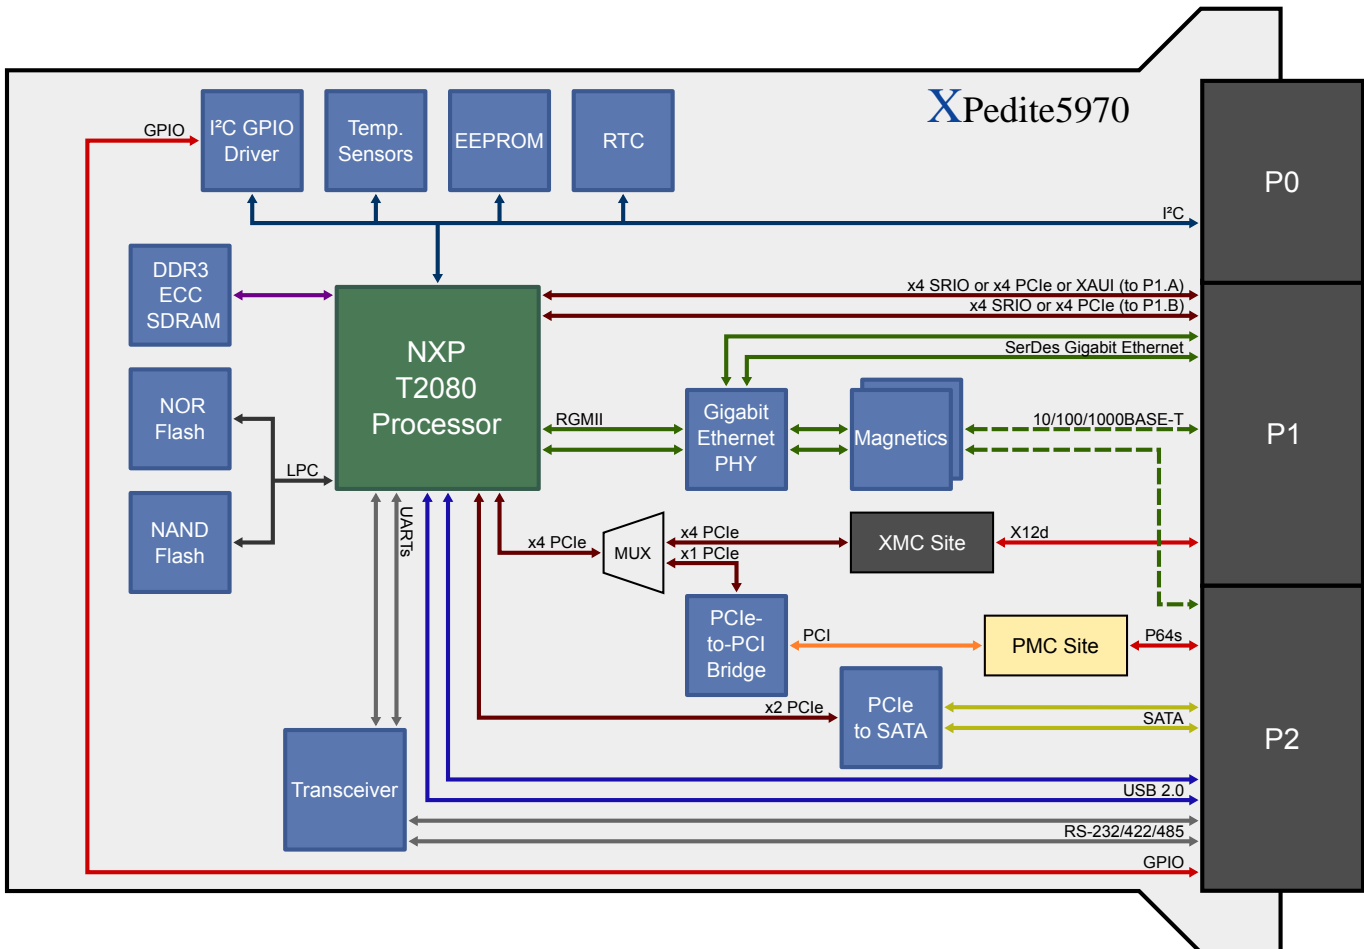 XPedite5970
GPIO
I²C GPIO
Driver
Temp.
Sensors
EEPROM
RTC
P0
I²C
DDR3
ECC
SDRAM
x4 SRIO or x4 PCIe or XAUI (to P1.A)
x4 SRIO or x4 PCIe (to P1.B)
SerDes Gigabit Ethernet
NXP
T2080
Processor
NOR
Flash
RGMII
Gigabit
Ethernet
PHY
Magnetics
10/100/1000BASE-T
P1
LPC
NAND
Flash
UARTs
x4 PCIe
MUX
x4 PCIe
x1 PCIe
XMC Site
X12d
PCIe-
to-PCI
Bridge
PCI
PMC Site
P64s
x2 PCIe
PCIe
to SATA
SATA
P2
Transceiver
USB 2.0
RS-232/422/485
GPIO